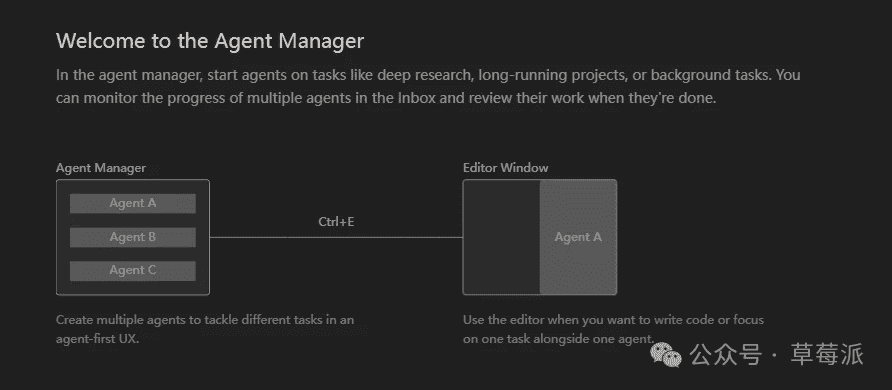 Welcome to the Agent Manager
In the agent manager, start agents on tasks like deep research, long-running projects, or background tasks. You
can monitor the progress of multiple agents in the Inbox and review their work when they're done.
Agent Manager
Agent A
Agent B
Agent C
Ctrl+E
Editor Window
Agent A
Create multiple agents to tackle different tasks in an
agent-first UX.
Use the editor when you want to write code or focus
on one task alongside one agent.
公众号 · 草莓派